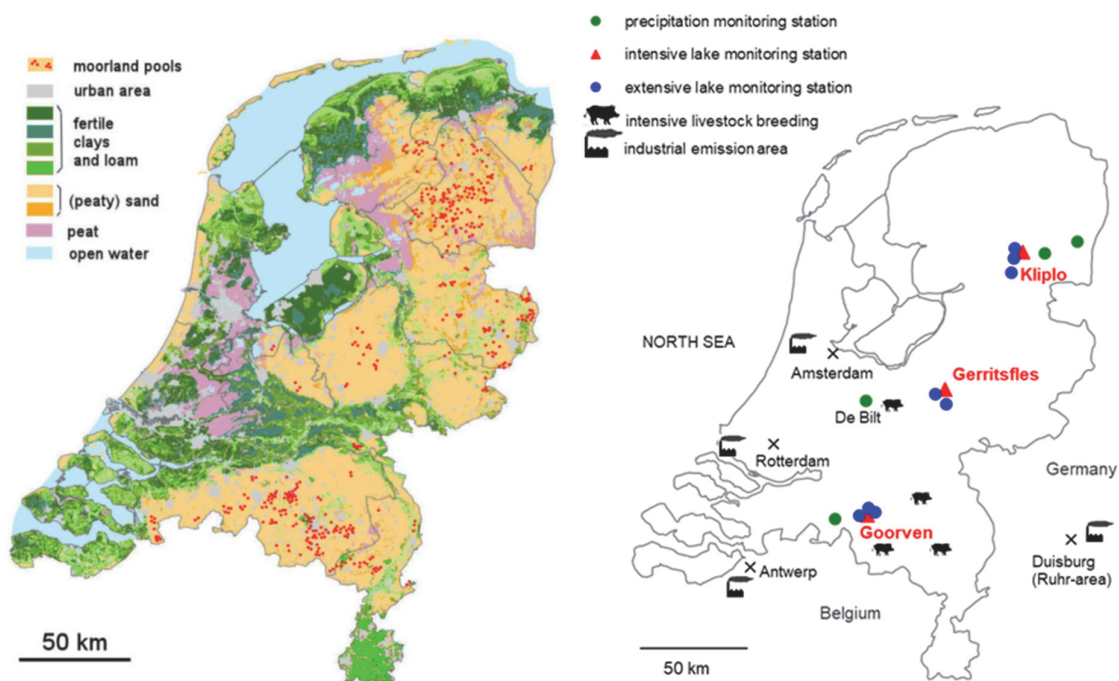 moorland pools
urban area
fertile
clays
and loam
(peaty) sand
peat
open water
50 km
precipitation monitoring station
intensive lake monitoring station
extensive lake monitoring station
intensive livestock breeding
industrial emission area
Kliplo
NORTH SEA
Amsterdam
Gerritsfles
De Bilt
Rotterdam
Germany
Goorven
Antwerp
Duisburg
(Ruhr-area)
Belgium
50 km